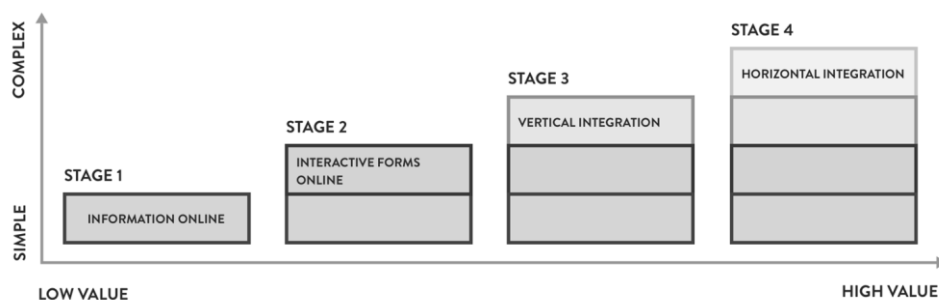 COMPLEX
SIMPLE
STAGE 1
INFORMATION ONLINE
STAGE 2
INTERACTIVE FORMS
ONLINE
STAGE 3
VERTICAL INTEGRATION
STAGE 4
HORIZONTAL INTEGRATION
LOW VALUE
HIGH VALUE